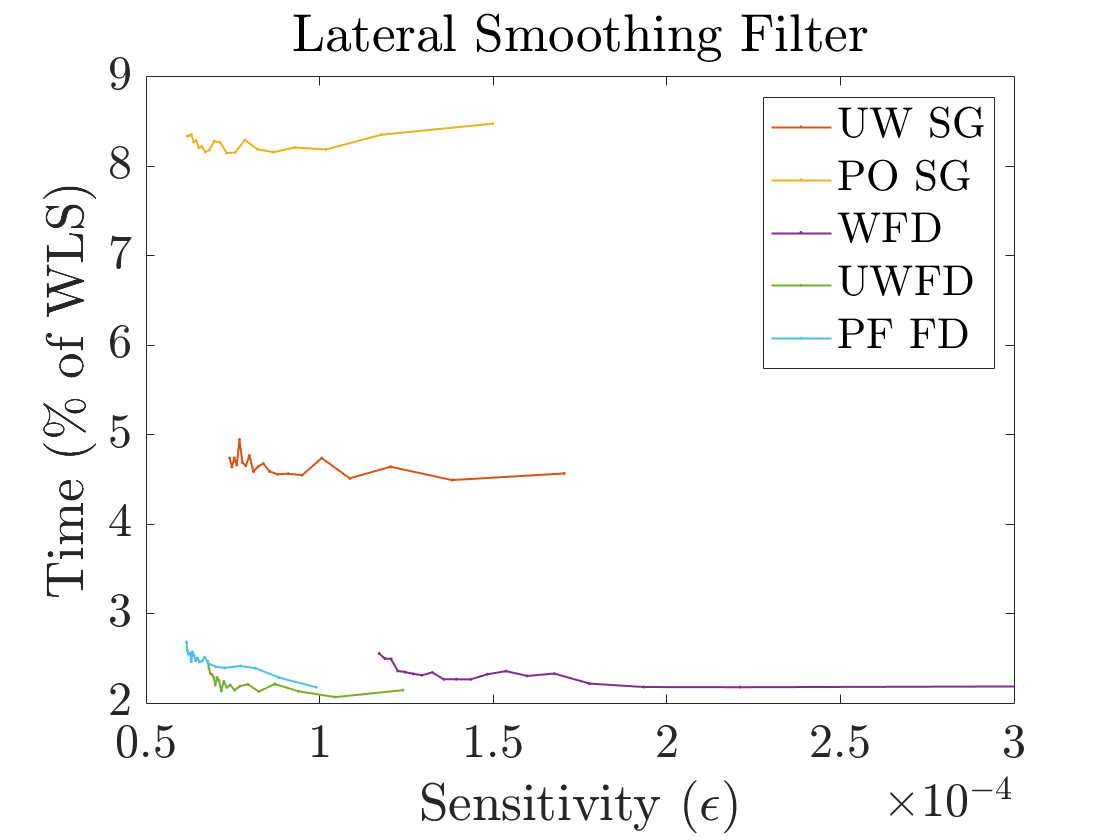 Lateral Smoothing Filter
9
8
7
6
5
4
3
2
Time (% of WLS)
UW SG
PO SG
WFD
UWFD
PF FD
0.5 1 1.5 2 2.5 3
Sensitivity (ϵ)
×10⁻⁴